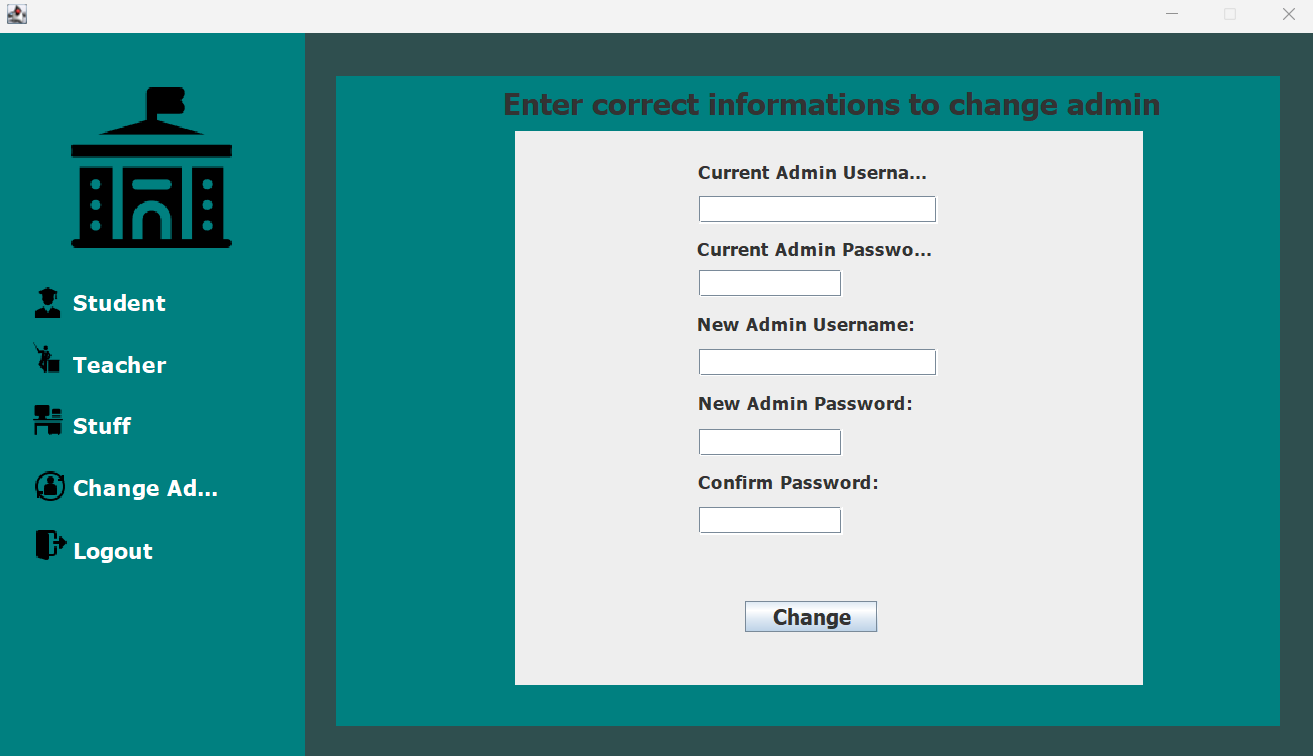 Student
Teacher
Stuff
Change Ad...
Logout
Enter correct informations to change admin
Current Admin Userna...
Current Admin Passwo...
New Admin Username:
New Admin Password:
Confirm Password:
Change